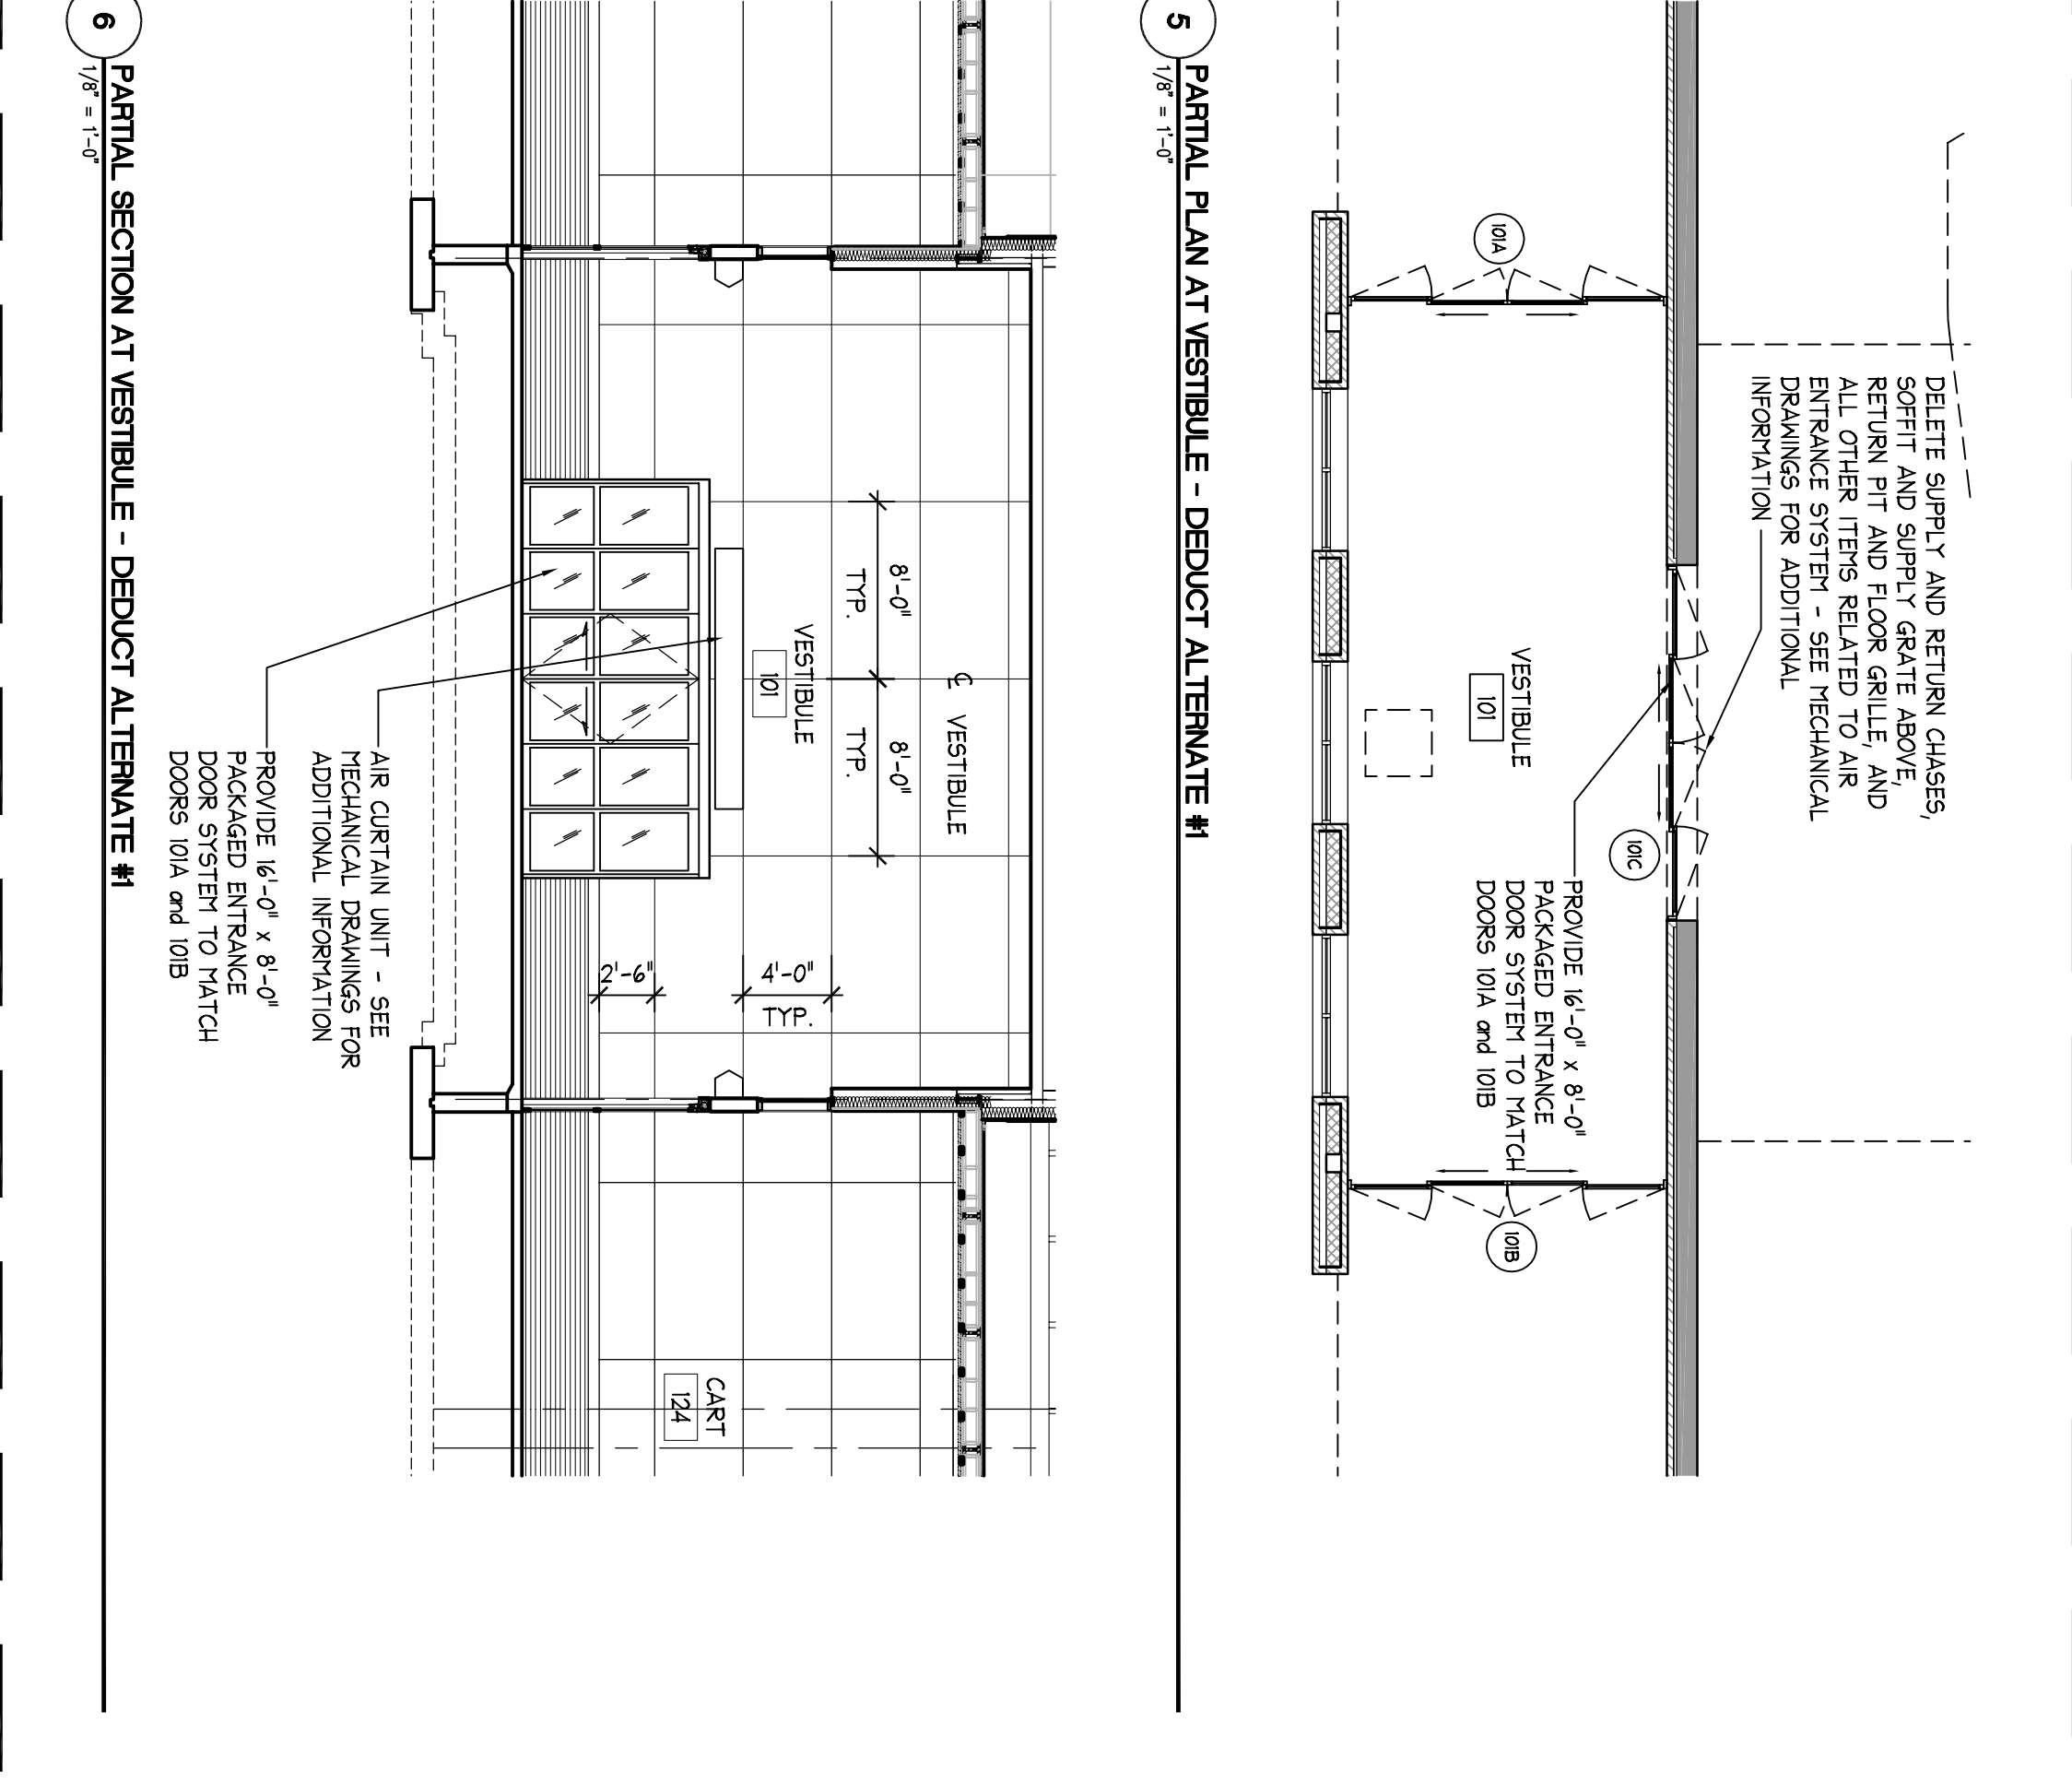 DELETE SUPPLY AND RETURN CHASES,
SOFFIT AND SUPPLY GRATE ABOVE,
RETURN PIT AND FLOOR GRILLE, AND
ALL OTHER ITEMS RELATED TO AIR
ENTRANCE SYSTEM - SEE MECHANICAL
DRAWINGS FOR ADDITIONAL
INFORMATION
101A
101C
101B
VESTIBULE
101
PROVIDE 16'-0" x 8'-0"
PACKAGED ENTRANCE
DOOR SYSTEM TO MATCH
DOORS 101A and 101B
5
PARTIAL PLAN AT VESTIBULE - DEDUCT ALTERNATE #1
1/8" = 1'-0"
℄ VESTIBULE
8'-0"
TYP.
8'-0"
TYP.
VESTIBULE
101
4'-0"
TYP.
2'-6"
CART
124
AIR CURTAIN UNIT - SEE
MECHANICAL DRAWINGS FOR
ADDITIONAL INFORMATION
PROVIDE 16'-0" x 8'-0"
PACKAGED ENTRANCE
DOOR SYSTEM TO MATCH
DOORS 101A and 101B
6
PARTIAL SECTION AT VESTIBULE - DEDUCT ALTERNATE #1
1/8" = 1'-0"